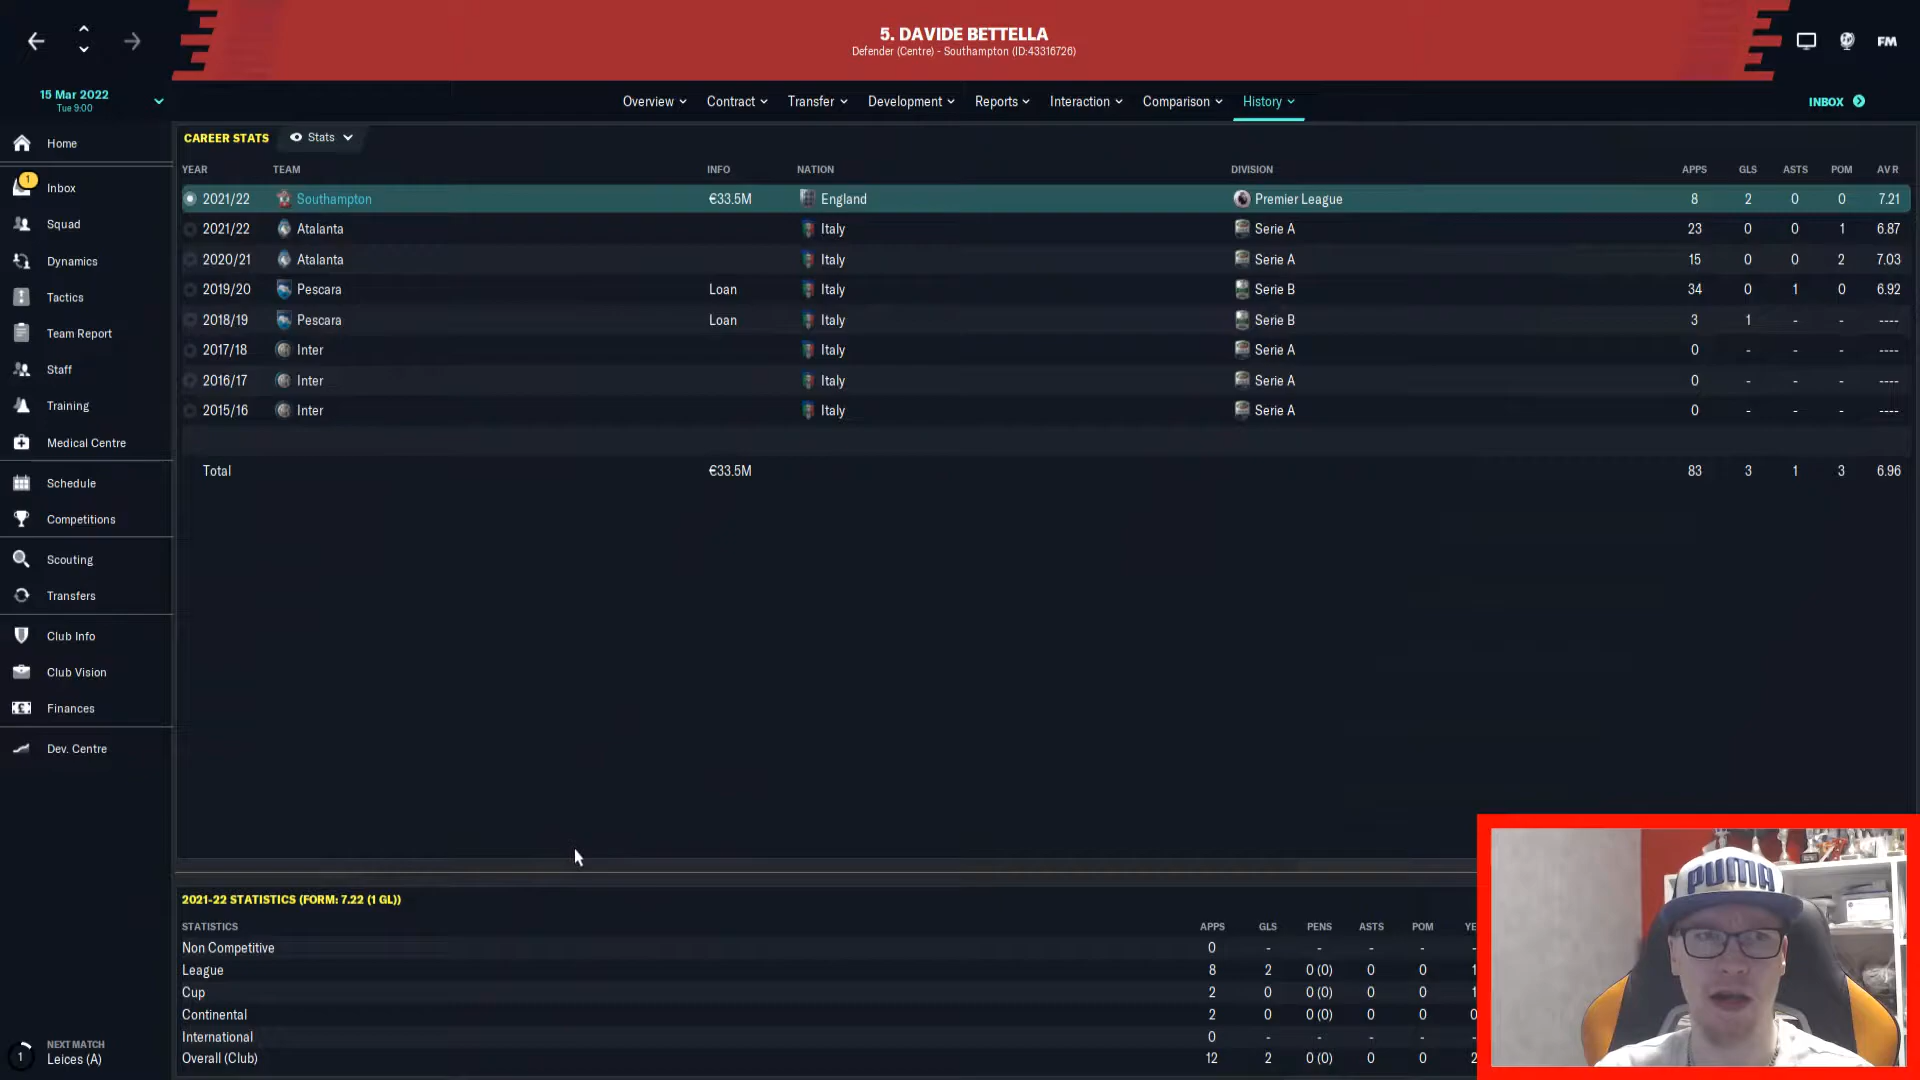 5. DAVIDE BETTELLA
Defender (Centre) - Southampton (ID:43316726)
FM
15 Mar 2022
Tue 9:00
Overview Contract Transfer Development Reports Interaction Comparison History
INBOX
CAREER STATS Stats
YEAR TEAM INFO NATION DIVISION APPS GLS ASTS POM AV R
2021/22 Southampton €33.5M England Premier League 8 2 0 0 7.21
2021/22 Atalanta Italy Serie A 23 0 0 1 6.87
2020/21 Atalanta Italy Serie A 15 0 0 2 7.03
2019/20 Pescara Loan Italy Serie B 34 0 1 0 6.92
2018/19 Pescara Loan Italy Serie B 3 1 - - ----
2017/18 Inter Italy Serie A 0 - - - ----
2016/17 Inter Italy Serie A 0 - - - ----
2015/16 Inter Italy Serie A 0 - - - ----
Total €33.5M 83 3 1 3 6.96
Home
1
Inbox
Squad
Dynamics
Tactics
Team Report
Staff
Training
Medical Centre
Schedule
Competitions
Scouting
Transfers
Club Info
Club Vision
Finances
Dev. Centre
1 NEXT MATCH
Leices (A)
2021-22 STATISTICS (FORM: 7.22 (1 GL))
STATISTICS APPS GLS PENS ASTS POM YE
Non Competitive 0 - - - - -
League 8 2 0 (0) 0 0 1
Cup 2 0 0 (0) 0 0 1
Continental 2 0 0 (0) 0 0 0
International 0 - - - - -
Overall (Club) 12 2 0 (0) 0 0 2
PUMA